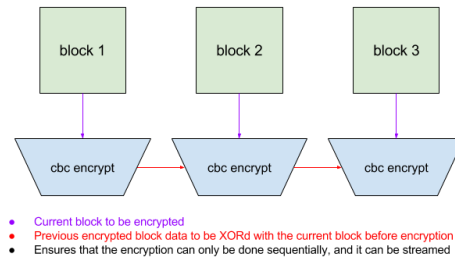 block 1 block 2 block 3
cbc encrypt cbc encrypt cbc encrypt
● Current block to be encrypted
● Previous encrypted block data to be XORd with the current block before encryption
● Ensures that the encryption can only be done sequentially, and it can be streamed